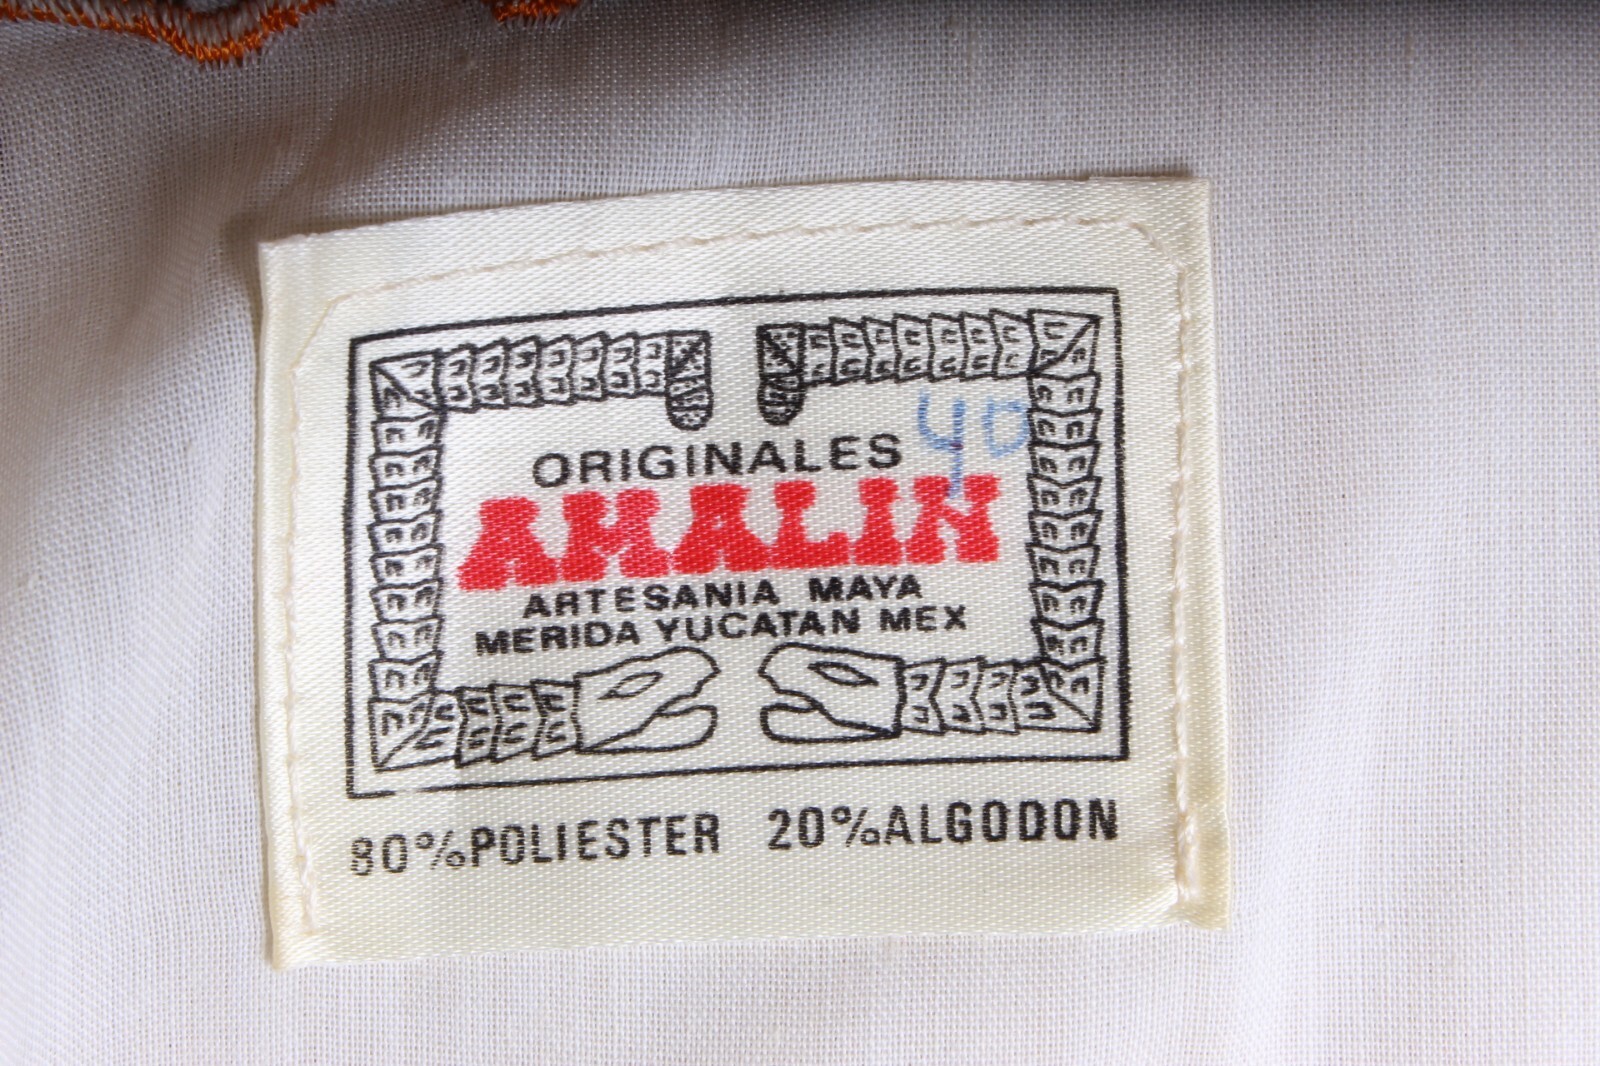 40
ORIGINALES
AMALIN
ARTESANIA MAYA
MERIDA YUCATAN MEX
80%POLIESTER 20%ALGODON